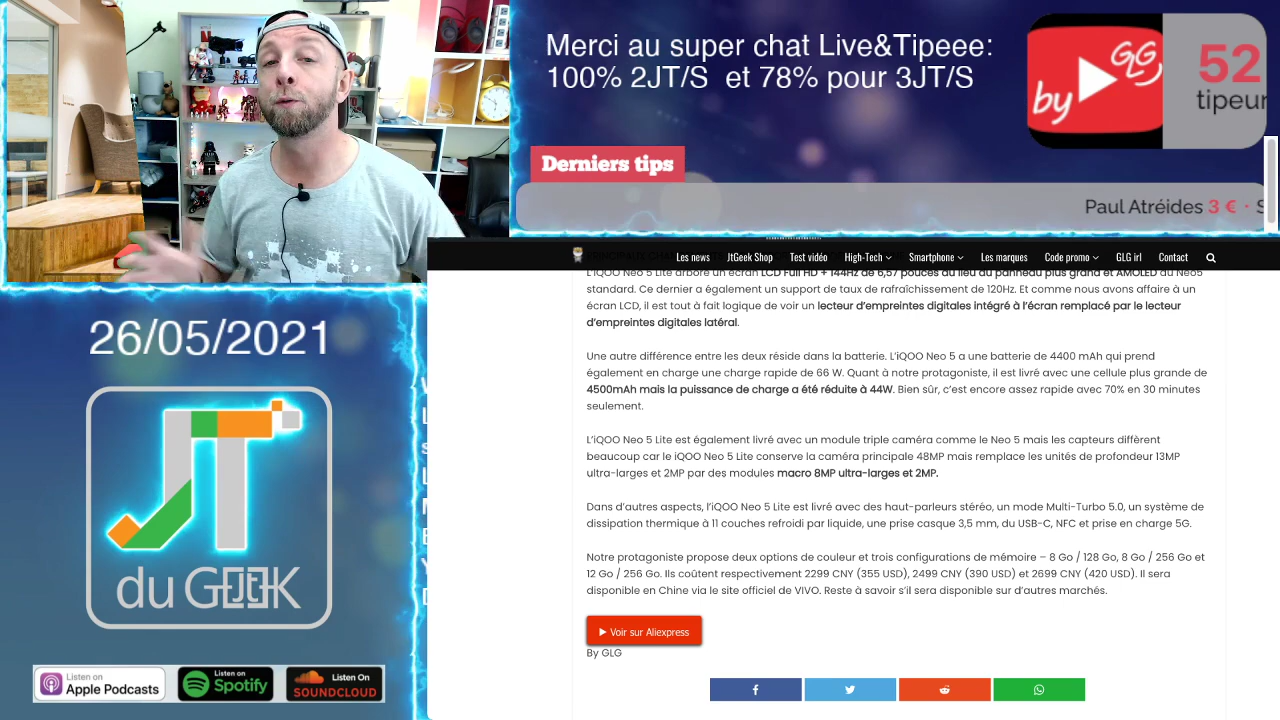 Merci au super chat Live&Tipeee:
100% 2JT/S et 78% pour 3JT/S
by GLG
52
tipeur
Derniers tips
Paul Atréides 3 € · S
Les news JtGeek Shop Test vidéo High-Tech Smartphone Les marques Code promo GLG irl Contact
L'iQOO Neo 5 Lite arbore un écran LCD Full HD + 144Hz de 6,57 pouces au lieu du panneau plus grand et AMOLED du Neo5
standard. Ce dernier a également un support de taux de rafraîchissement de 120Hz. Et comme nous avons affaire à un
écran LCD, il est tout à fait logique de voir un lecteur d'empreintes digitales intégré à l'écran remplacé par le lecteur
d'empreintes digitales latéral.
Une autre différence entre les deux réside dans la batterie. L'iQOO Neo 5 a une batterie de 4400 mAh qui prend
également en charge une charge rapide de 66 W. Quant à notre protagoniste, il est livré avec une cellule plus grande de
4500mAh mais la puissance de charge a été réduite à 44W. Bien sûr, c'est encore assez rapide avec 70% en 30 minutes
seulement.
L'iQOO Neo 5 Lite est également livré avec un module triple caméra comme le Neo 5 mais les capteurs diffèrent
beaucoup car le iQOO Neo 5 Lite conserve la caméra principale 48MP mais remplace les unités de profondeur 13MP
ultra-larges et 2MP par des modules macro 8MP ultra-larges et 2MP.
Dans d'autres aspects, l'iQOO Neo 5 Lite est livré avec des haut-parleurs stéréo, un mode Multi-Turbo 5.0, un système de
dissipation thermique à 11 couches refroidi par liquide, une prise casque 3,5 mm, du USB-C, NFC et prise en charge 5G.
Notre protagoniste propose deux options de couleur et trois configurations de mémoire – 8 Go / 128 Go, 8 Go / 256 Go et
12 Go / 256 Go. Ils coûtent respectivement 2299 CNY (355 USD), 2499 CNY (390 USD) et 2699 CNY (420 USD). Il sera
disponible en Chine via le site officiel de VIVO. Reste à savoir s'il sera disponible sur d'autres marchés.
Voir sur Aliexpress
By GLG
26/05/2021
JT
du GEEK
Listen on
Apple Podcasts
Listen on
Spotify
Listen on
SOUNDCLOUD